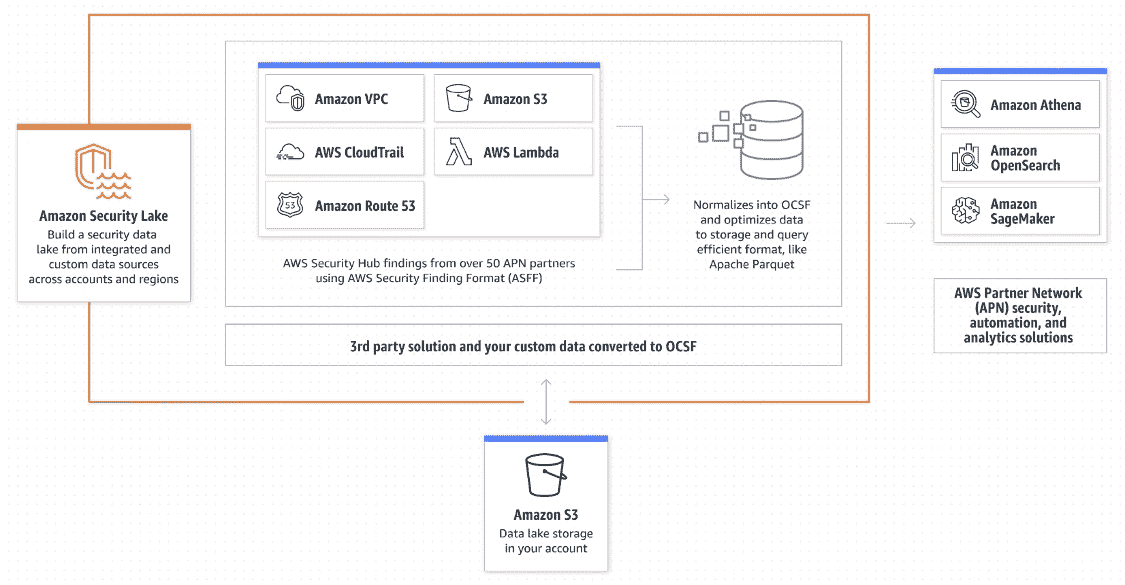 Amazon Security Lake
Build a security data
lake from integrated and
custom data sources
across accounts and regions
Amazon VPC
Amazon S3
AWS CloudTrail
AWS Lambda
53
Amazon Route 53
AWS Security Hub findings from over 50 APN partners
using AWS Security Finding Format (ASFF)
Normalizes into OCSF
and optimizes data
to storage and query
efficient format, like
Apache Parquet
3rd party solution and your custom data converted to OCSF
Amazon S3
Data lake storage
in your account
Amazon Athena
Amazon
OpenSearch
Amazon
SageMaker
AWS Partner Network
(APN) security,
automation, and
analytics solutions